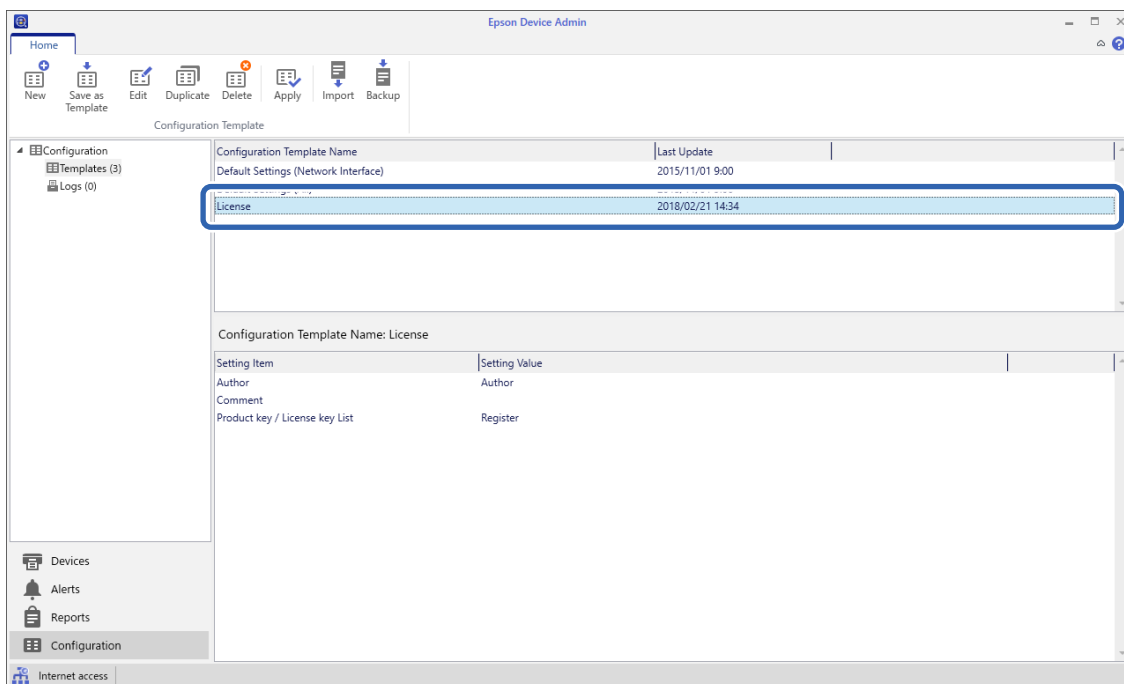 Epson Device Admin
Home
New
Save as Template
Edit
Duplicate
Delete
Apply
Import
Backup
Configuration Template
Configuration
Templates (3)
Logs (0)
Configuration Template Name Last Update
Default Settings (Network Interface) 2015/11/01 9:00
License 2018/02/21 14:34
Configuration Template Name: License
Setting Item Setting Value
Author Author
Comment
Product key / License key List Register
Devices
Alerts
Reports
Configuration
Internet access